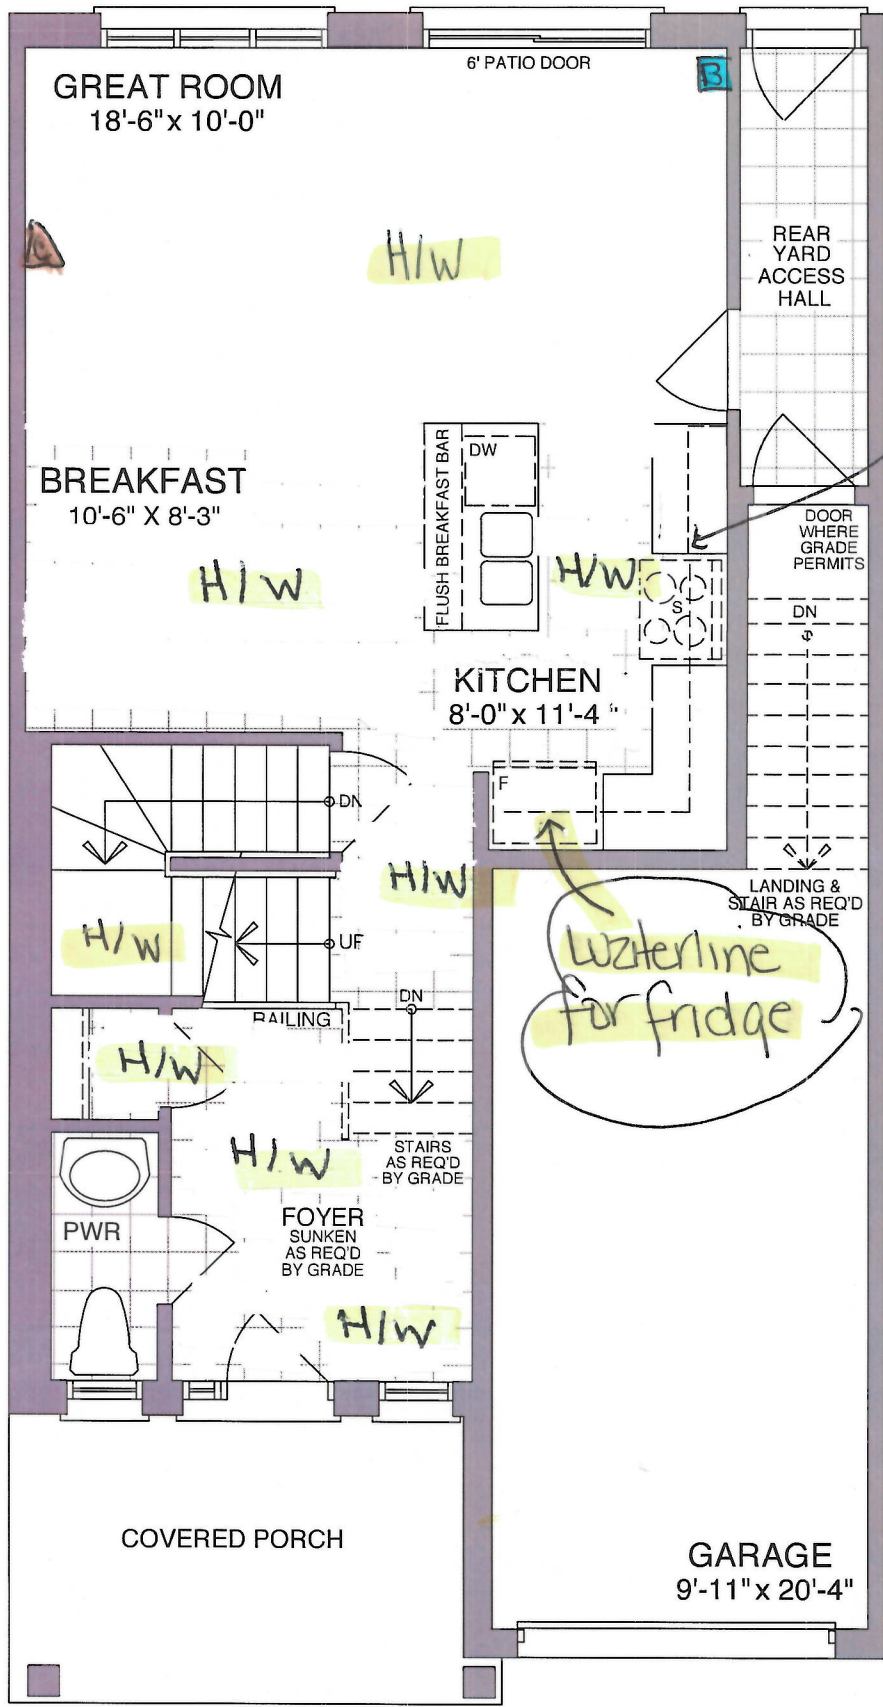 6' PATIO DOOR
B
GREAT ROOM
18'-6" x 10'-0"
C
H/W
REAR
YARD
ACCESS
HALL
BREAKFAST
10'-6" X 8'-3"
FLUSH BREAKFAST BAR
DW
DOOR
WHERE
GRADE
PERMITS
H/W
H/W
S
DN
KITCHEN
8'-0" x 11'-4"
F
DN
H/W
LANDING &
STAIR AS REQ'D
BY GRADE
H/W
UP
Waterline
for fridge
DN
RAILING
H/W
H/W
STAIRS
AS REQ'D
BY GRADE
PWR
FOYER
SUNKEN
AS REQ'D
BY GRADE
H/W
COVERED PORCH
GARAGE
9'-11" x 20'-4"